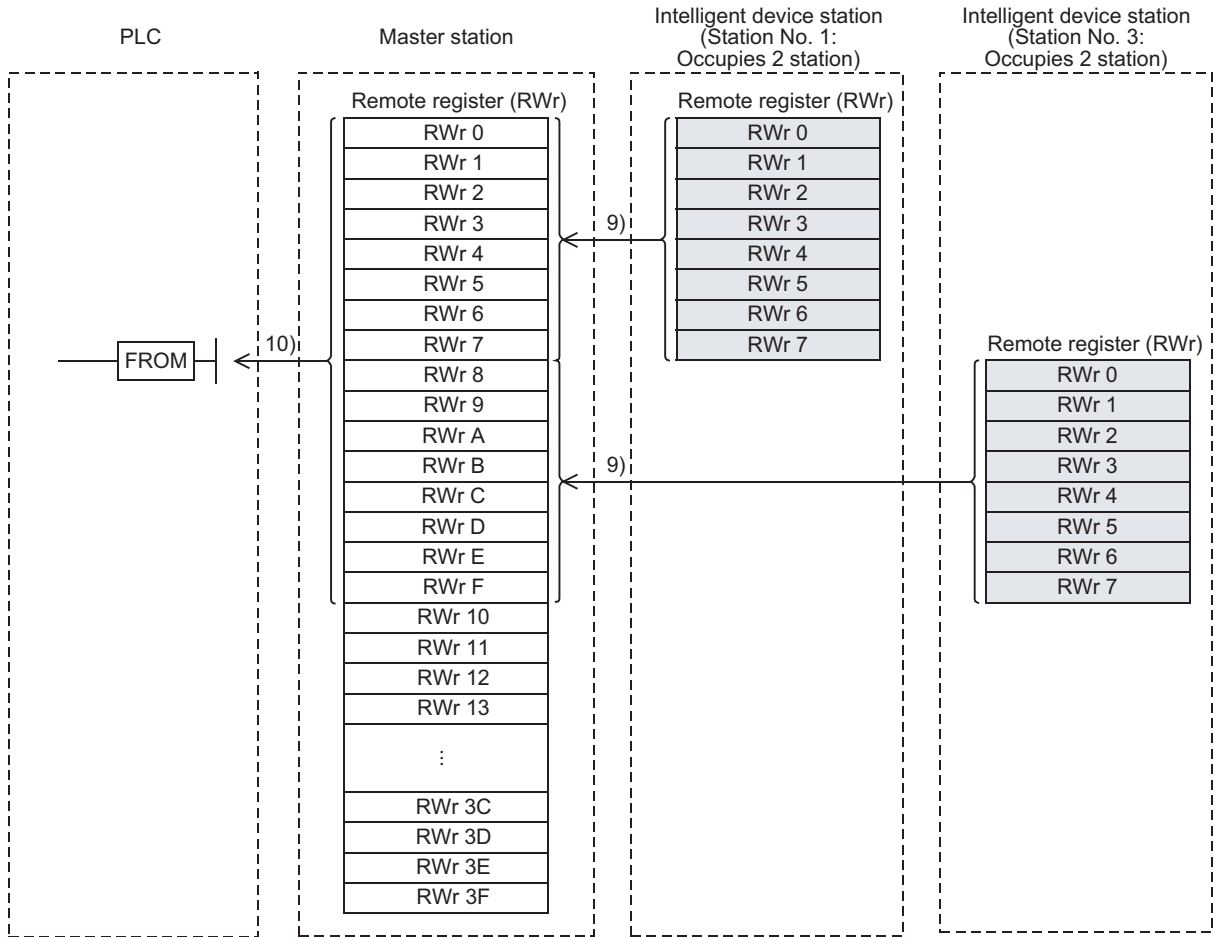 PLC
Master station
Intelligent device station
(Station No. 1:
Occupies 2 station)
Intelligent device station
(Station No. 3:
Occupies 2 station)
Remote register (RWr)
RWr 0
RWr 1
RWr 2
RWr 3
RWr 4
RWr 5
RWr 6
RWr 7
RWr 8
RWr 9
RWr A
RWr B
RWr C
RWr D
RWr E
RWr F
RWr 10
RWr 11
RWr 12
RWr 13
...
RWr 3C
RWr 3D
RWr 3E
RWr 3F
FROM
10)
9)
9)
Remote register (RWr)
RWr 0
RWr 1
RWr 2
RWr 3
RWr 4
RWr 5
RWr 6
RWr 7
Remote register (RWr)
RWr 0
RWr 1
RWr 2
RWr 3
RWr 4
RWr 5
RWr 6
RWr 7